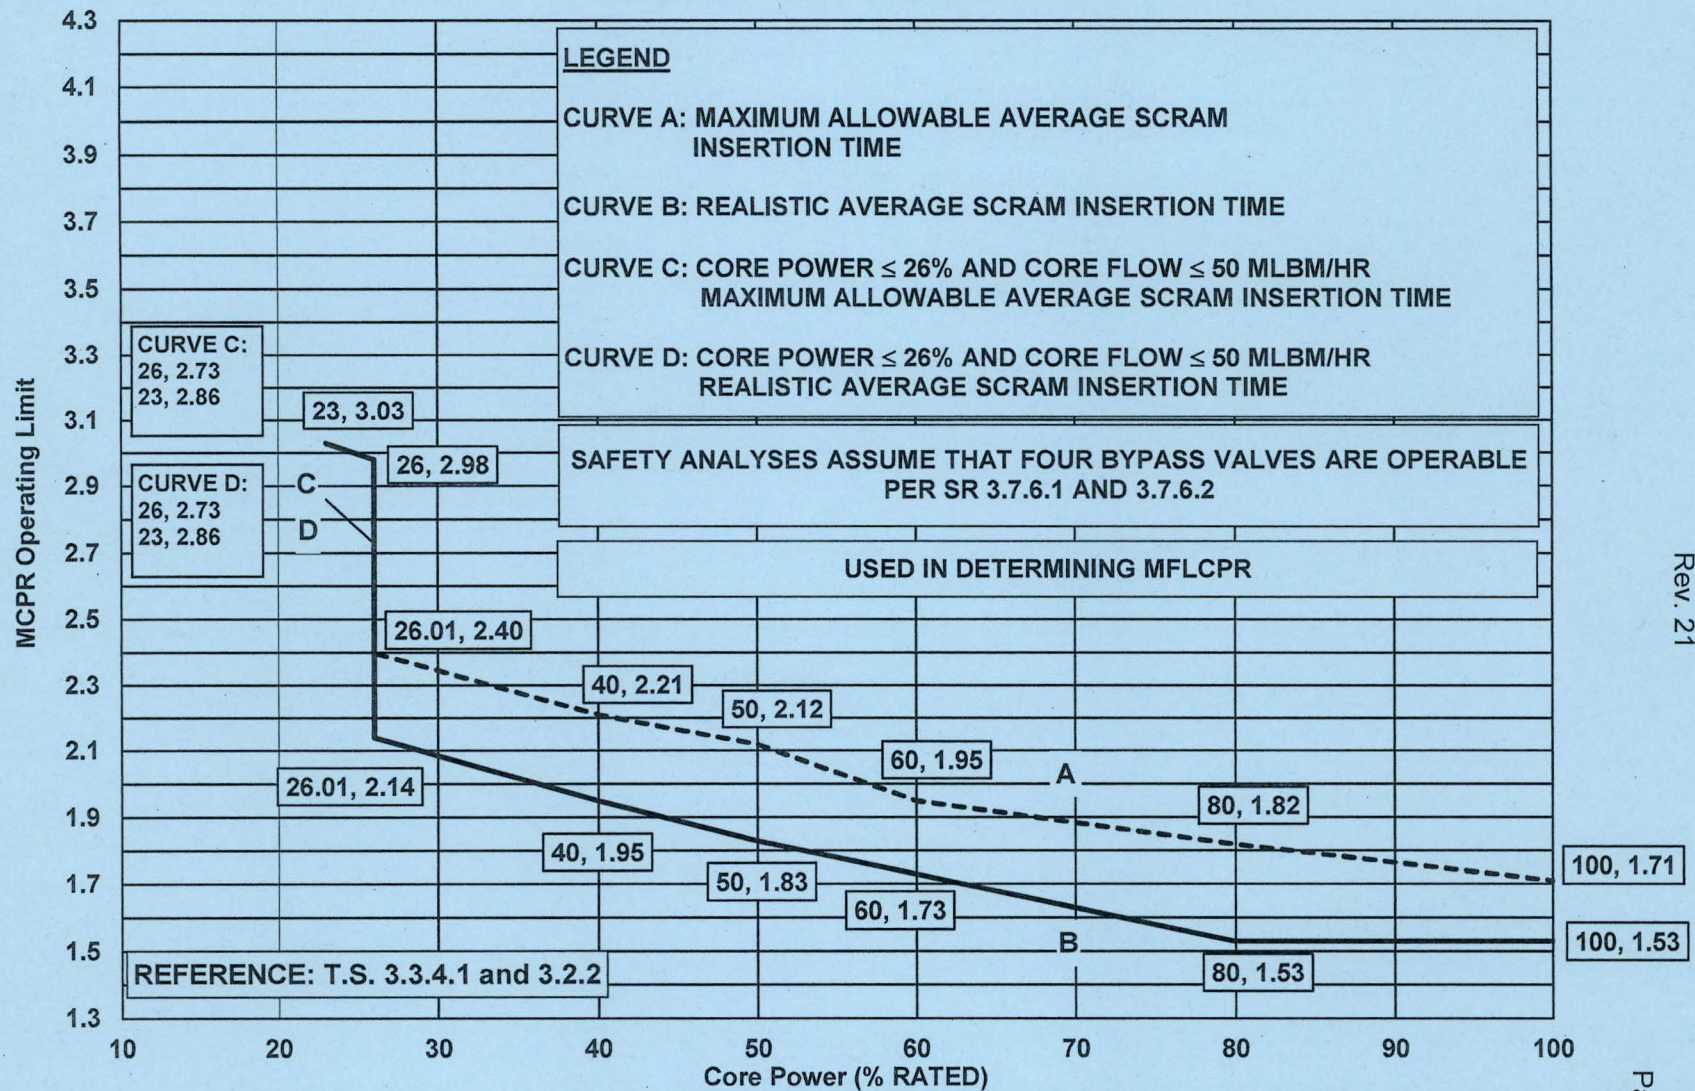 4.3
4.1
3.9
3.7
3.5
3.3
3.1
2.9
2.7
2.5
2.3
2.1
1.9
1.7
1.5
1.3
MCPR Operating Limit
LEGEND
CURVE A: MAXIMUM ALLOWABLE AVERAGE SCRAM
INSERTION TIME
CURVE B: REALISTIC AVERAGE SCRAM INSERTION TIME
CURVE C: CORE POWER ≤ 26% AND CORE FLOW ≤ 50 MLBM/HR
MAXIMUM ALLOWABLE AVERAGE SCRAM INSERTION TIME
CURVE D: CORE POWER ≤ 26% AND CORE FLOW ≤ 50 MLBM/HR
REALISTIC AVERAGE SCRAM INSERTION TIME
SAFETY ANALYSES ASSUME THAT FOUR BYPASS VALVES ARE OPERABLE
PER SR 3.7.6.1 AND 3.7.6.2
USED IN DETERMINING MFLCPR
CURVE C:
26, 2.73
23, 2.86
CURVE D:
26, 2.73
23, 2.86
23, 3.03
26, 2.98
C
D
26.01, 2.40
40, 2.21
50, 2.12
60, 1.95
A
80, 1.82
100, 1.71
26.01, 2.14
40, 1.95
50, 1.83
60, 1.73
B
80, 1.53
100, 1.53
REFERENCE: T.S. 3.3.4.1 and 3.2.2
10 20 30 40 50 60 70 80 90 100
Core Power (% RATED)
Rev. 21